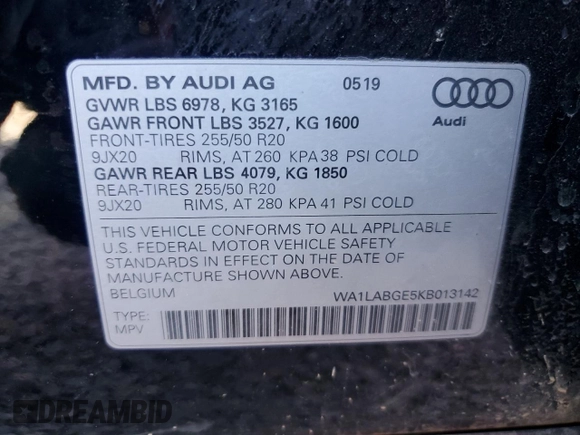 MFD. BY AUDI AG 0519
GVWR LBS 6978, KG 3165
GAWR FRONT LBS 3527, KG 1600
FRONT-TIRES 255/50 R20
9JX20 RIMS, AT 260 KPA 38 PSI COLD
GAWR REAR LBS 4079, KG 1850
REAR-TIRES 255/50 R20
9JX20 RIMS, AT 280 KPA 41 PSI COLD
Audi
THIS VEHICLE CONFORMS TO ALL APPLICABLE
U.S. FEDERAL MOTOR VEHICLE SAFETY
STANDARDS IN EFFECT ON THE DATE OF
MANUFACTURE SHOWN ABOVE.
BELGIUM WA1LABGE5KB013142
TYPE:
MPV
DREAMBID